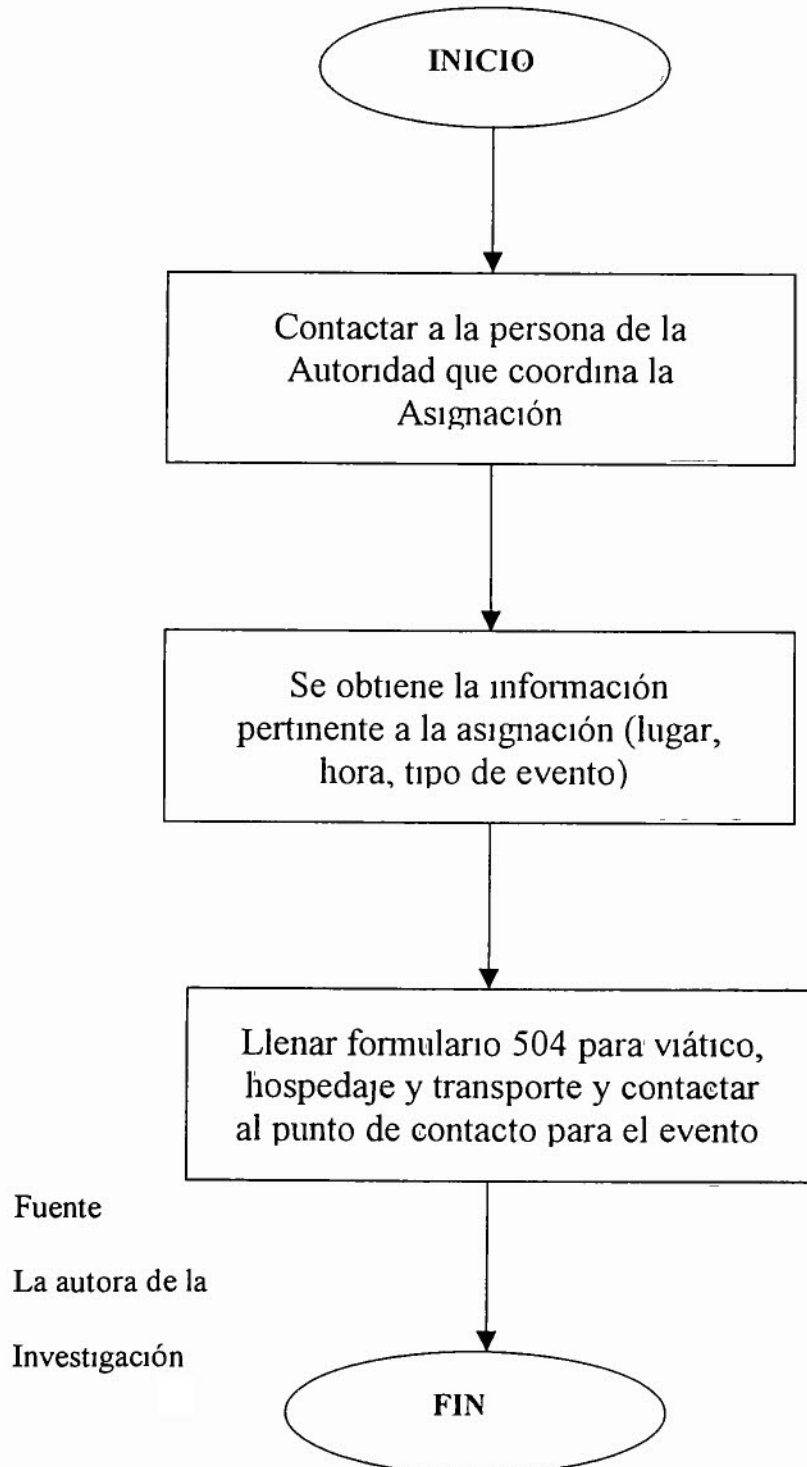 INICIO
Contactar a la persona de la
Autoridad que coordina la
Asignación
Se obtiene la información
pertinente a la asignación (lugar,
hora, tipo de evento)
Llenar formulario 504 para viático,
hospedaje y transporte y contactar
al punto de contacto para el evento
Fuente
La autora de la
Investigación
FIN